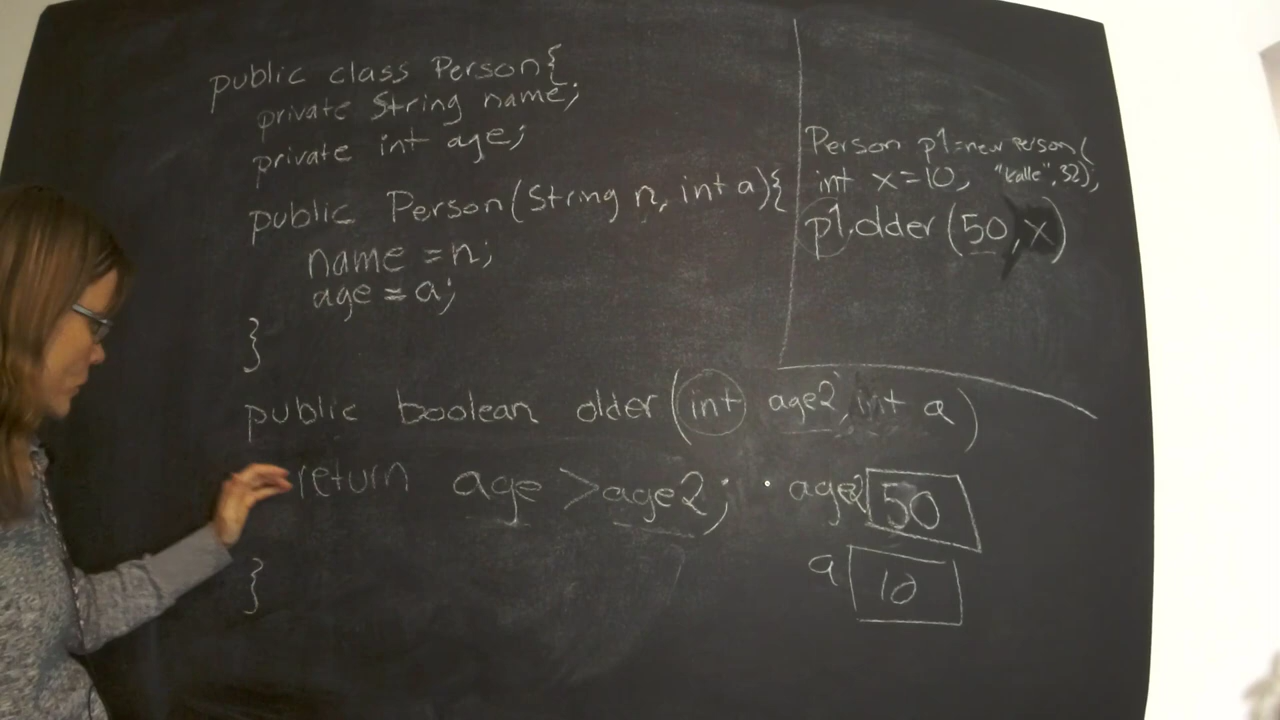 public class Person{
private String name;
private int age;
public Person(String n, int a){
name = n;
age = a;
}
public boolean older(int age2, int a)
return age > age2;
}
Person p1=new Person(
int x=10, "kalle", 32);
p1.older(50,x)
age2 50
a 10